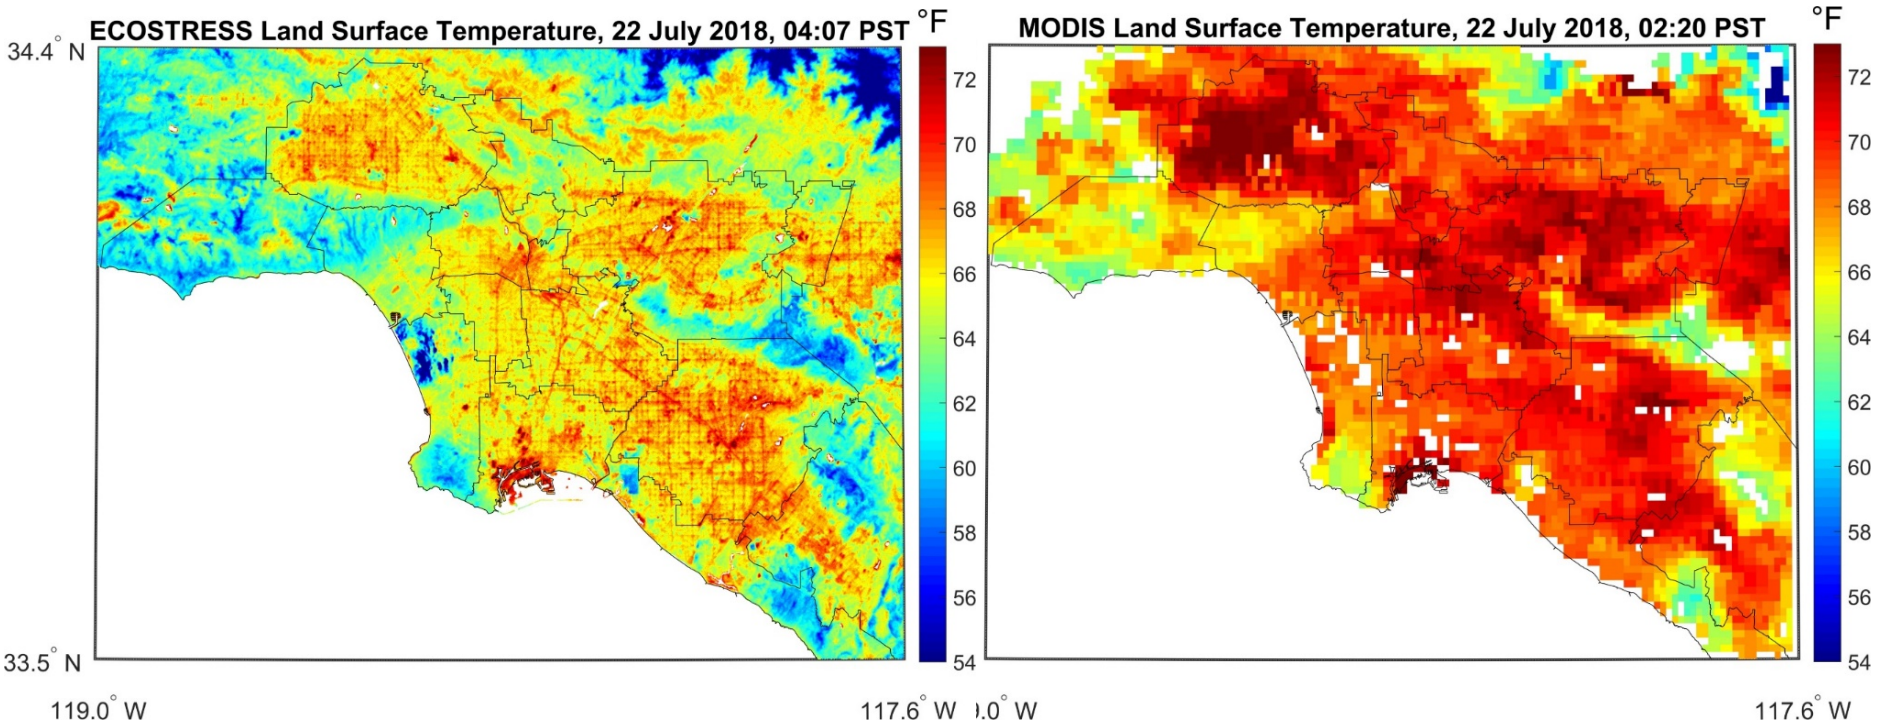 ECOSTRESS Land Surface Temperature, 22 July 2018, 04:07 PST
°F
34.4° N
72
70
68
66
64
62
60
58
56
54
33.5° N
119.0° W
117.6° W
MODIS Land Surface Temperature, 22 July 2018, 02:20 PST
°F
72
70
68
66
64
62
60
58
56
54
.0° W
117.6° W